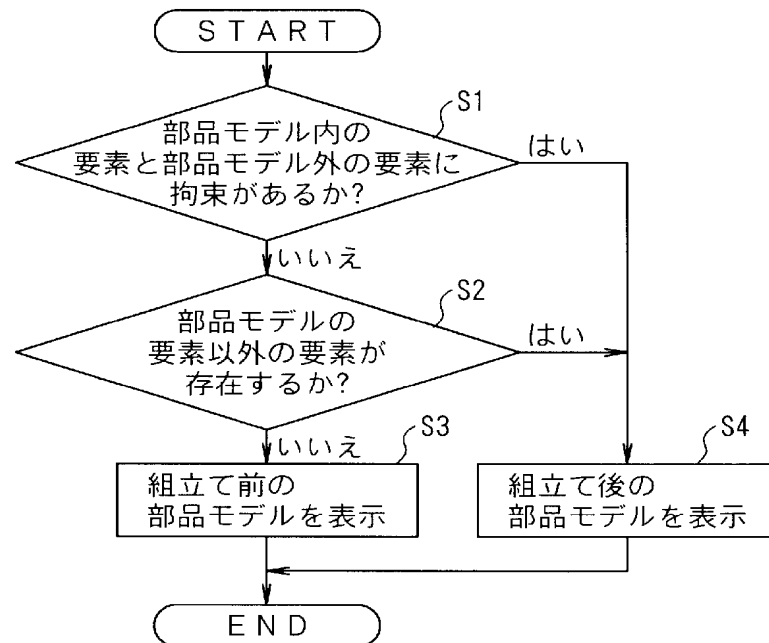 START
S1
部品モデル内の
要素と部品モデル外の要素に
拘束があるか?
はい
いいえ
S2
部品モデルの
要素以外の要素が
存在するか?
はい
いいえ
S3
組立て前の
部品モデルを表示
S4
組立て後の
部品モデルを表示
END